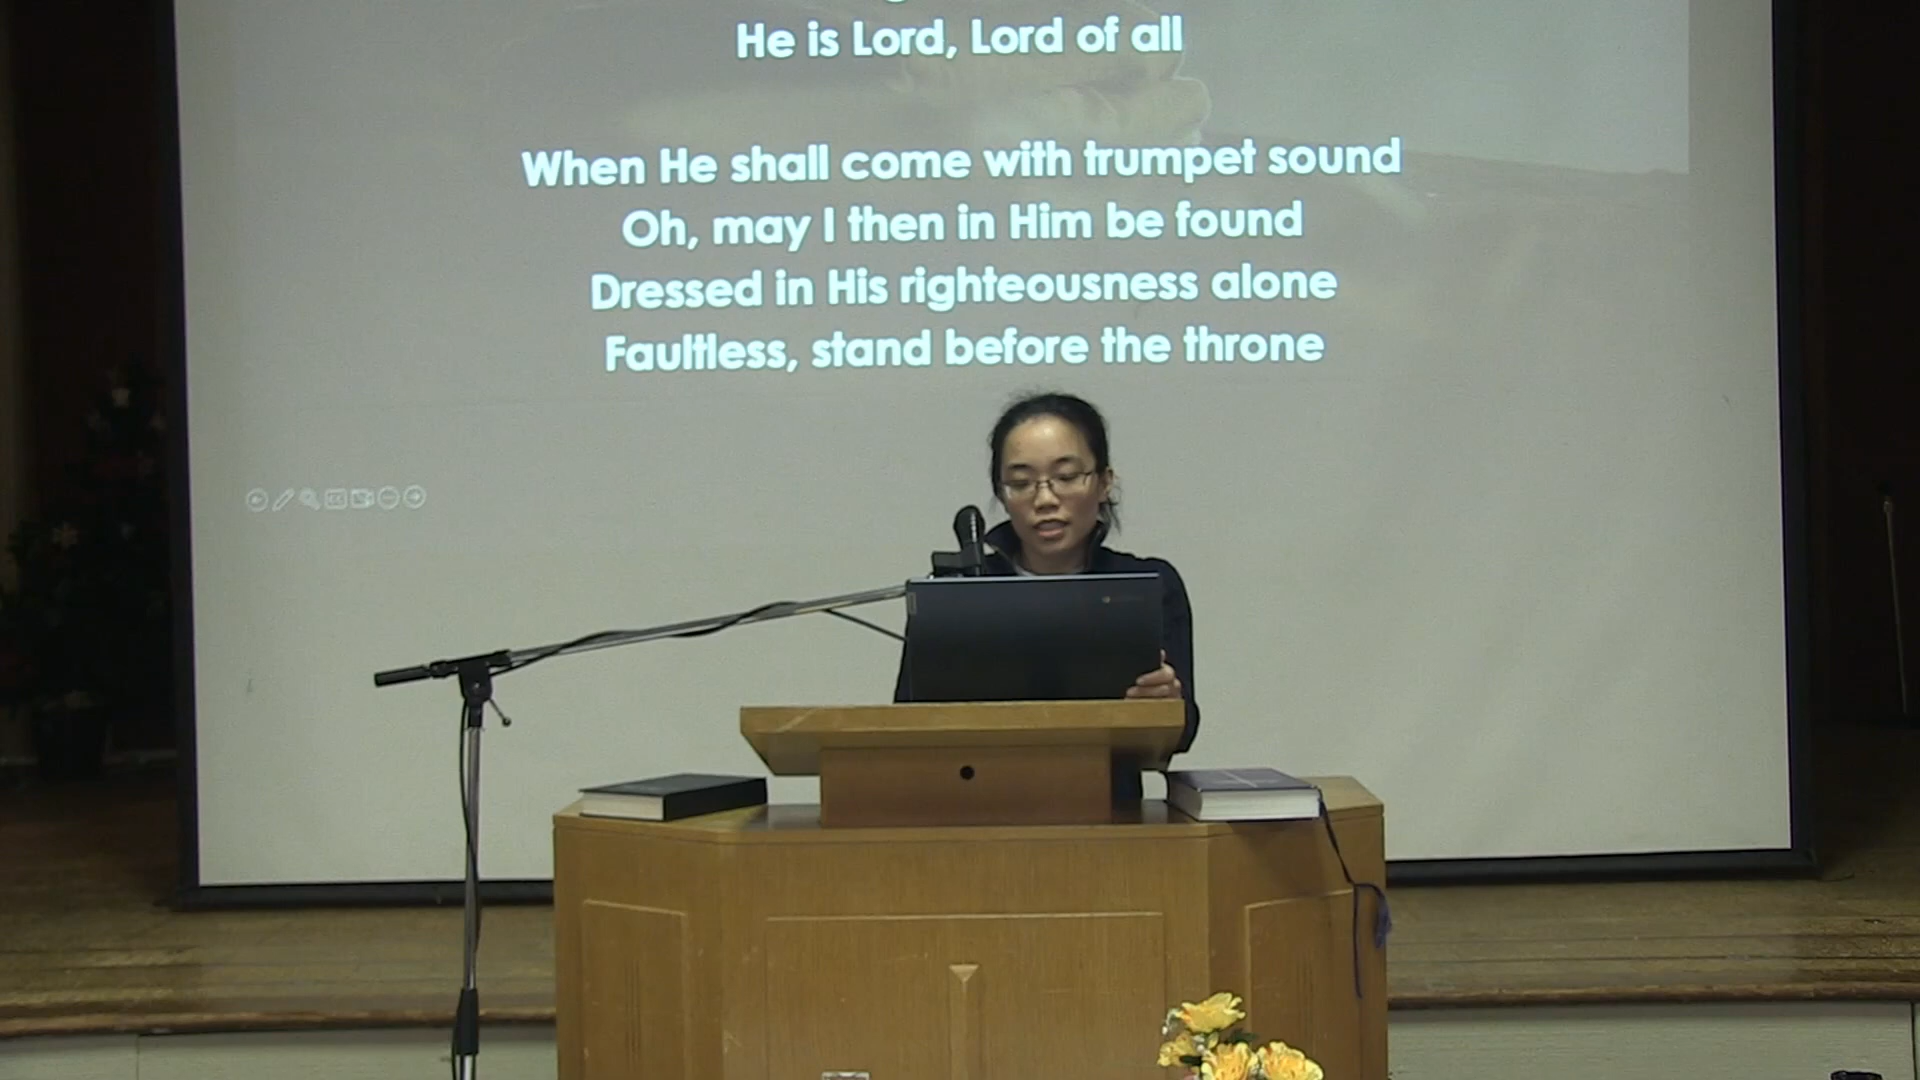 He is Lord, Lord of all
When He shall come with trumpet sound
Oh, may I then in Him be found
Dressed in His righteousness alone
Faultless, stand before the throne